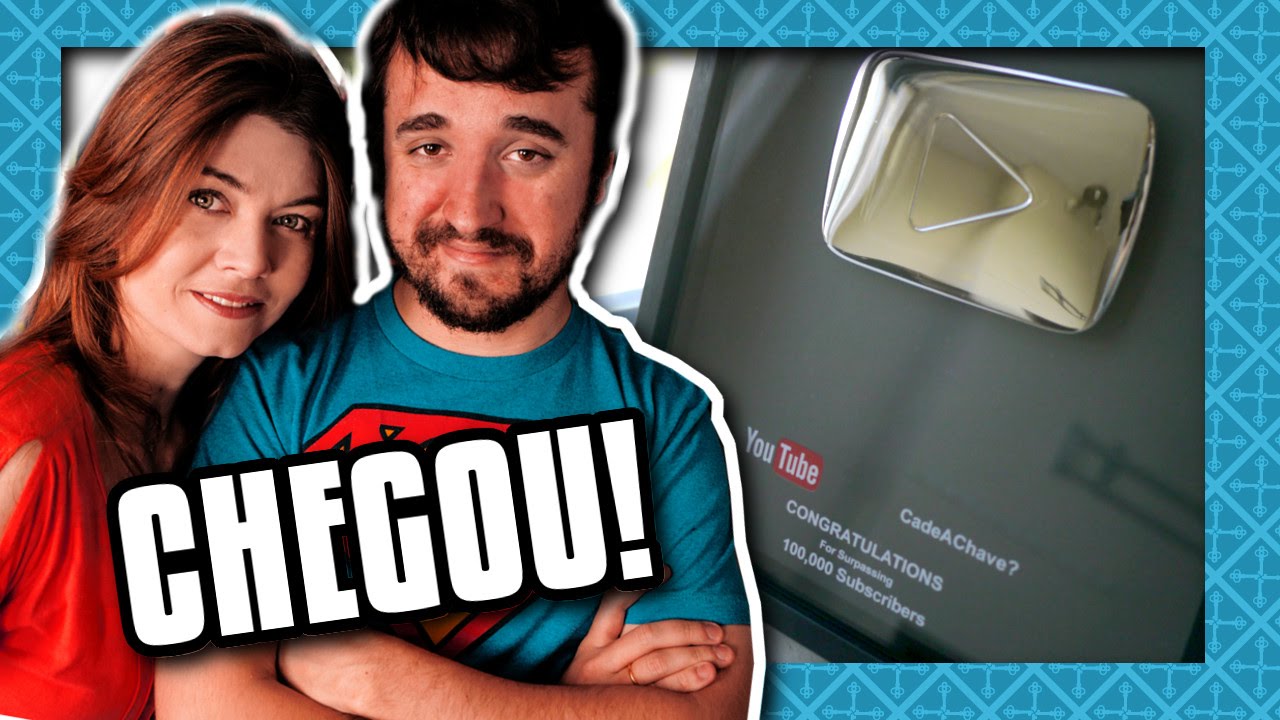 CHEGOU!
YouTube
CadeAChave?
CONGRATULATIONS
For Surpassing
100,000 Subscribers